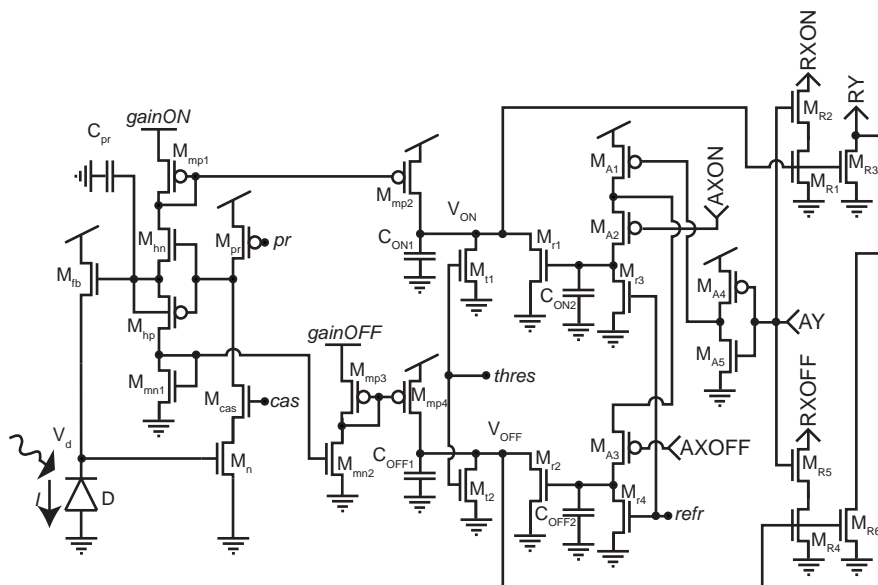 RXON
RY
gainON
C_pr
M_mp1
M_mp2
M_A1
AXON
M_R2
M_R3
M_R1
M_hn
M_pr
pr
V_ON
M_A2
M_fb
C_ON1
M_t1
M_r1
C_ON2
M_r3
M_A4
AY
M_hp
gainOFF
M_A5
M_mn1
M_mp3
M_mp4
thres
M_cas
cas
RXOFF
V_d
V_OFF
M_A3
AXOFF
M_n
M_mn2
C_OFF1
M_t2
M_r2
M_R5
I
D
C_OFF2
M_r4
refr
M_R4
M_R6